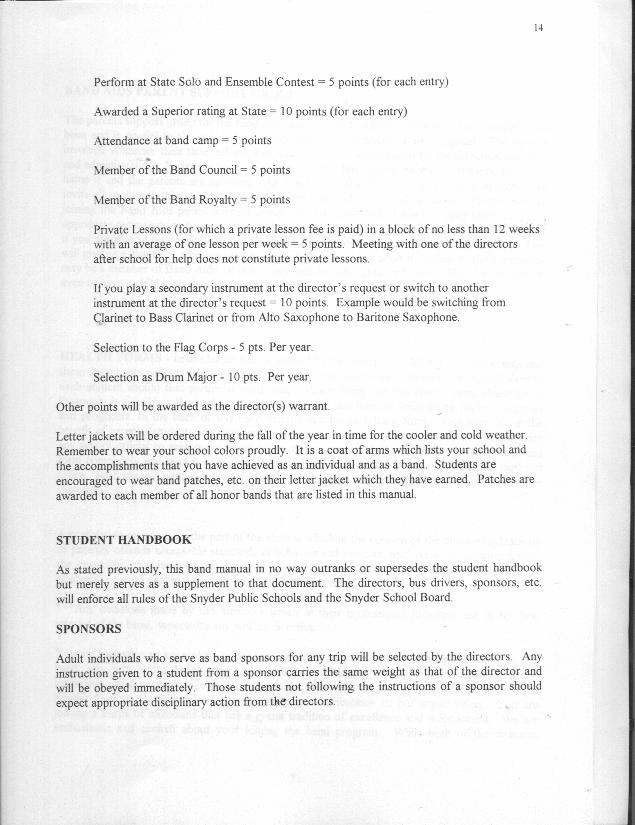 14
Perform at State Solo and Ensemble Contest = 5 points (for each entry)
Awarded a Superior rating at State = 10 points (for each entry)
Attendance at band camp = 5 points
Member of the Band Council = 5 points
Member of the Band Royalty = 5 points
Private Lessons (for which a private lesson fee is paid) in a block of no less than 12 weeks
with an average of one lesson per week = 5 points. Meeting with one of the directors
after school for help does not constitute private lessons.
If you play a secondary instrument at the director's request or switch to another
instrument at the director's request = 10 points. Example would be switching from
Clarinet to Bass Clarinet or from Alto Saxophone to Baritone Saxophone.
Selection to the Flag Corps - 5 pts. Per year.
Selection as Drum Major - 10 pts. Per year.
Other points will be awarded as the director(s) warrant.
Letter jackets will be ordered during the fall of the year in time for the cooler and cold weather.
Remember to wear your school colors proudly. It is a coat of arms which lists your school and
the accomplishments that you have achieved as an individual and as a band. Students are
encouraged to wear band patches, etc. on their letter jacket which they have earned. Patches are
awarded to each member of all honor bands that are listed in this manual.
STUDENT HANDBOOK
As stated previously, this band manual in no way outranks or supersedes the student handbook
but merely serves as a supplement to that document. The directors, bus drivers, sponsors, etc.
will enforce all rules of the Snyder Public Schools and the Snyder School Board.
SPONSORS
Adult individuals who serve as band sponsors for any trip will be selected by the directors. Any
instruction given to a student from a sponsor carries the same weight as that of the director and
will be obeyed immediately. Those students not following the instructions of a sponsor should
expect appropriate disciplinary action from the directors.